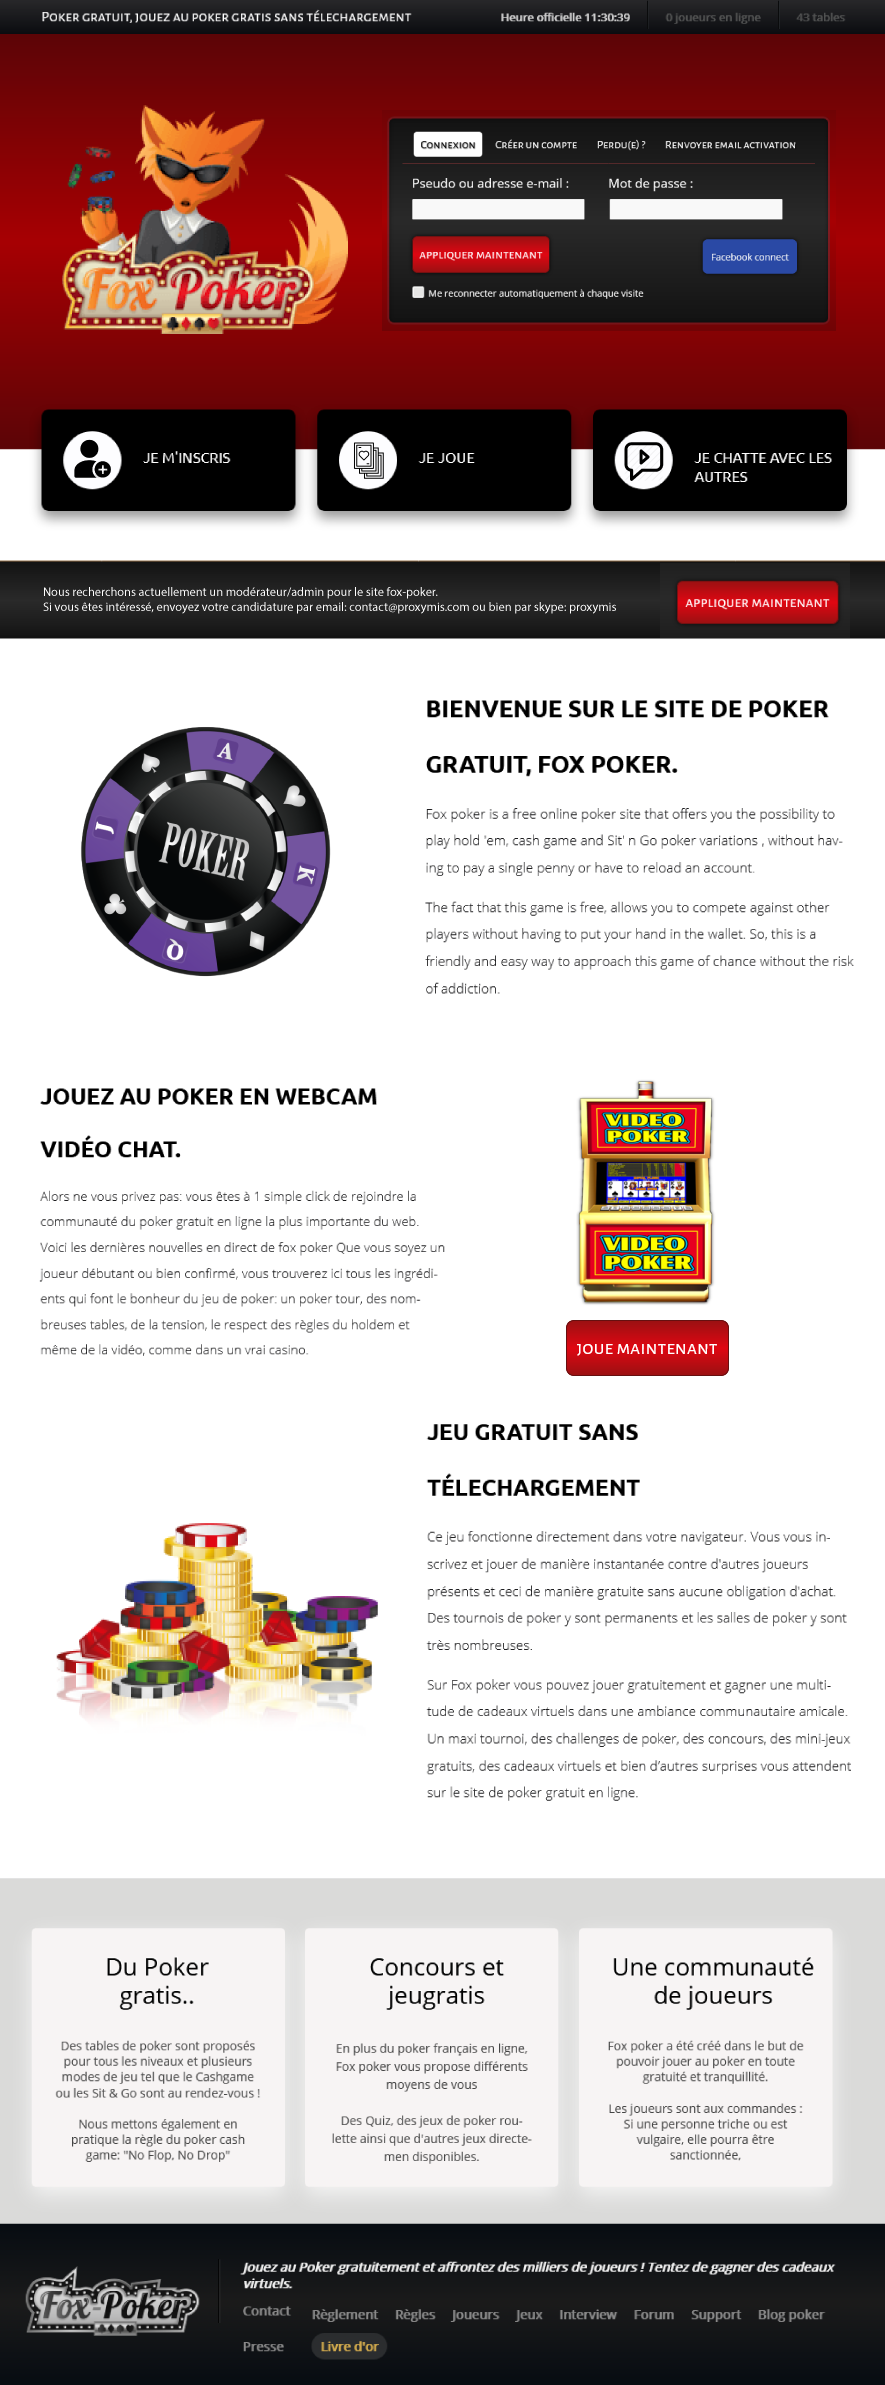 Poker gratuit, jouez au poker gratis sans télechargement
Heure officielle 11:30:39
0 joueurs en ligne
43 tables
Connexion
Créer un compte
Perdu(e) ?
Renvoyer email activation
Pseudo ou adresse e-mail :
Mot de passe :
Appliquer maintenant
Facebook connect
Me reconnecter automatiquement à chaque visite
Fox Poker
JE M'INSCRIS
JE JOUE
JE CHATTE AVEC LES
AUTRES
Nous recherchons actuellement un modérateur/admin pour le site fox-poker.
Si vous êtes intéressé, envoyez votre candidature par email: contact@proxymis.com ou bien par skype: proxymis
APPLIQUER MAINTENANT
BIENVENUE SUR LE SITE DE POKER
GRATUIT, FOX POKER.
Fox poker is a free online poker site that offers you the possibility to
play hold 'em, cash game and Sit' n Go poker variations , without hav-
ing to pay a single penny or have to reload an account.
The fact that this game is free, allows you to compete against other
players without having to put your hand in the wallet. So, this is a
friendly and easy way to approach this game of chance without the risk
of addiction.
A
J
POKER
K
Q
JOUEZ AU POKER EN WEBCAM
VIDÉO CHAT.
Alors ne vous privez pas: vous êtes à 1 simple click de rejoindre la
communauté du poker gratuit en ligne la plus importante du web.
Voici les dernières nouvelles en direct de fox poker Que vous soyez un
joueur débutant ou bien confirmé, vous trouverez ici tous les ingrédi-
ents qui font le bonheur du jeu de poker: un poker tour, des nom-
breuses tables, de la tension, le respect des règles du holdem et
même de la vidéo, comme dans un vrai casino.
VIDEO
POKER
VIDEO
POKER
JOUE MAINTENANT
JEU GRATUIT SANS
TÉLECHARGEMENT
Ce jeu fonctionne directement dans votre navigateur. Vous vous in-
scrivez et jouer de manière instantanée contre d'autres joueurs
présents et ceci de manière gratuite sans aucune obligation d'achat.
Des tournois de poker y sont permanents et les salles de poker y sont
très nombreuses.
Sur Fox poker vous pouvez jouer gratuitement et gagner une multi-
tude de cadeaux virtuels dans une ambiance communautaire amicale.
Un maxi tournoi, des challenges de poker, des concours, des mini-jeux
gratuits, des cadeaux virtuels et bien d’autres surprises vous attendent
sur le site de poker gratuit en ligne.
Du Poker
gratis..
Des tables de poker sont proposés
pour tous les niveaux et plusieurs
modes de jeu tel que le Cashgame
ou les Sit & Go sont au rendez-vous !
Nous mettons également en
pratique la règle du poker cash
game: "No Flop, No Drop"
Concours et
jeugratis
En plus du poker français en ligne,
Fox poker vous propose différents
moyens de vous
Des Quiz, des jeux de poker rou-
lette ainsi que d'autres jeux directe-
men disponibles.
Une communauté
de joueurs
Fox poker a été créé dans le but de
pouvoir jouer au poker en toute
gratuité et tranquillité.
Les joueurs sont aux commandes :
Si une personne triche ou est
vulgaire, elle pourra être
sanctionnée,
Fox-Poker
Jouez au Poker gratuitement et affrontez des milliers de joueurs ! Tentez de gagner des cadeaux
virtuels.
Contact
Règlement
Règles
Joueurs
Jeux
Interview
Forum
Support
Blog poker
Presse
Livre d'or